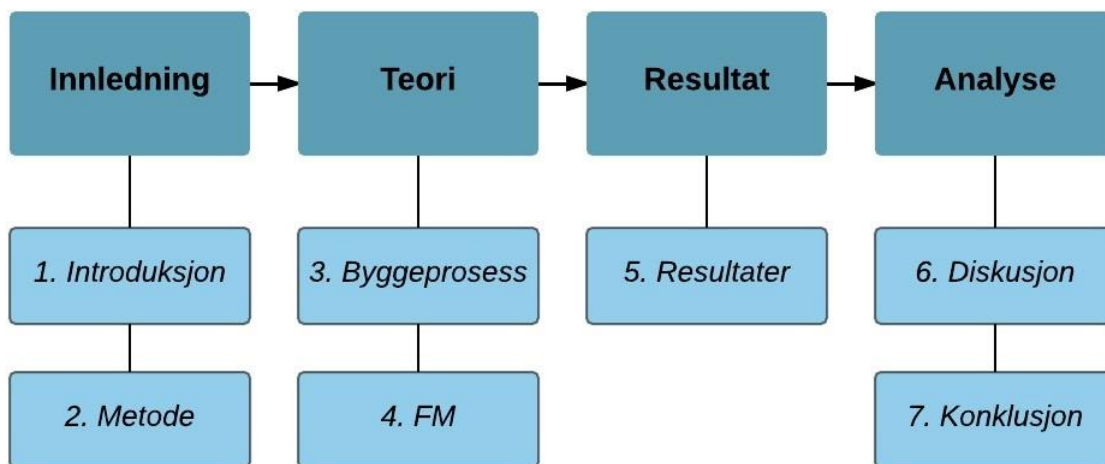 Innledning
Teori
Resultat
Analyse
1. Introduksjon
3. Byggeprosess
5. Resultater
6. Diskusjon
2. Metode
4. FM
7. Konklusjon